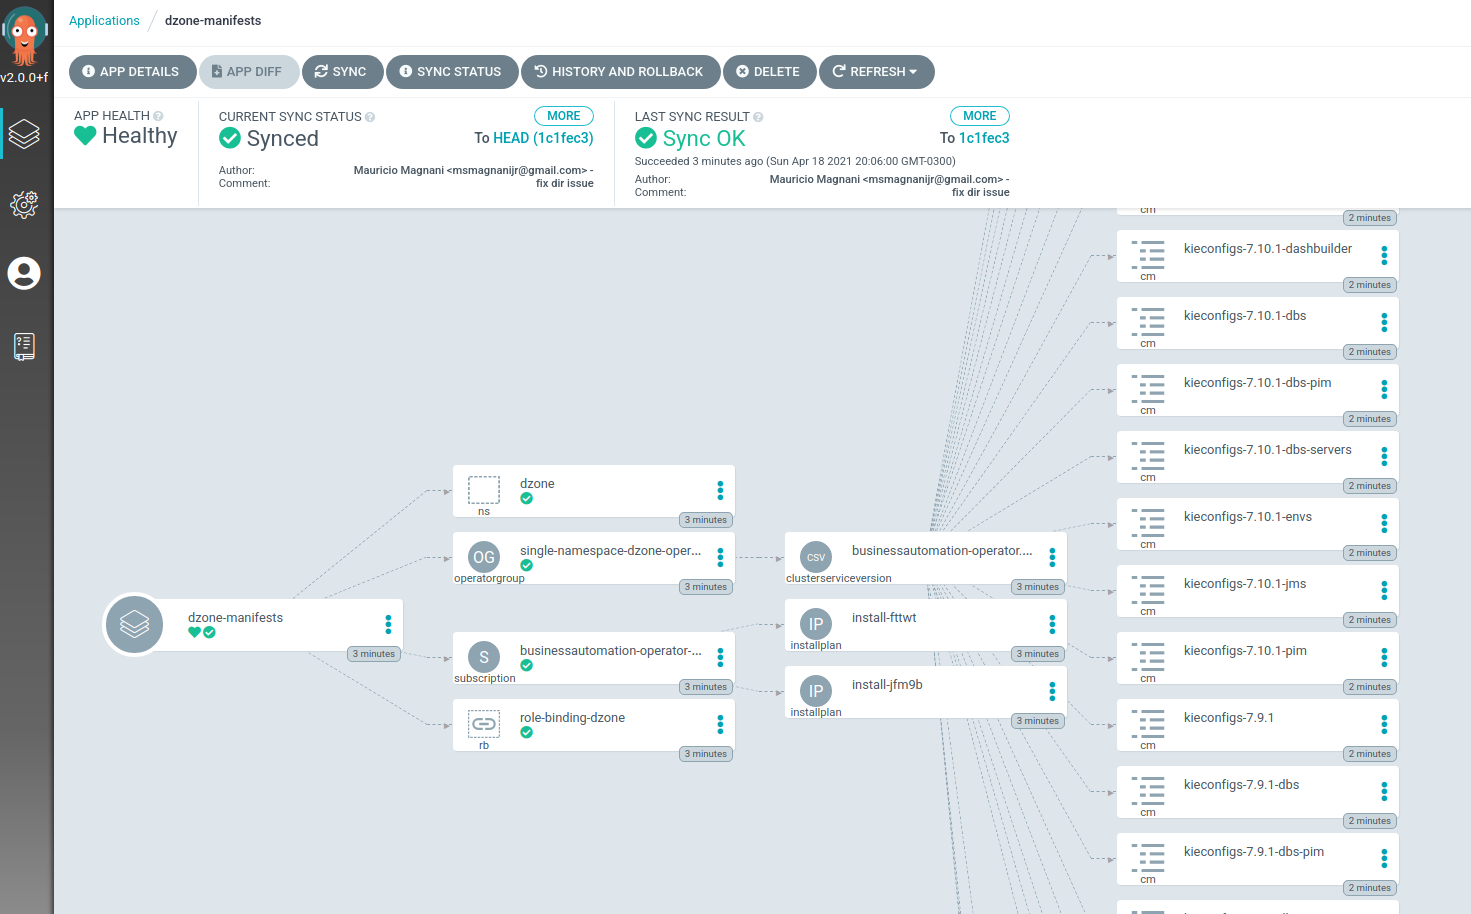 Applications / dzone-manifests
v2.0.0+f
APP DETAILS
APP DIFF
SYNC
SYNC STATUS
HISTORY AND ROLLBACK
DELETE
REFRESH
APP HEALTH
Healthy
CURRENT SYNC STATUS
MORE
Synced
To HEAD (1c1fec3)
Author: Mauricio Magnani <msmagnanijr@gmail.com> -
Comment: fix dir issue
LAST SYNC RESULT
MORE
Sync OK
To 1c1fec3
Succeeded 3 minutes ago (Sun Apr 18 2021 20:06:00 GMT-0300)
Author: Mauricio Magnani <msmagnanijr@gmail.com> -
Comment: fix dir issue
dzone-manifests
3 minutes
dzone
ns
3 minutes
OG
single-namespace-dzone-oper...
operatorgroup
3 minutes
S
businessautomation-operator-...
subscription
3 minutes
role-binding-dzone
rb
3 minutes
CSV
businessautomation-operator....
clusterserviceversion
3 minutes
IP
install-fttwt
installplan
3 minutes
IP
install-jfm9b
installplan
3 minutes
cm
2 minutes
kieconfigs-7.10.1-dashbuilder
cm
2 minutes
kieconfigs-7.10.1-dbs
cm
2 minutes
kieconfigs-7.10.1-dbs-pim
cm
2 minutes
kieconfigs-7.10.1-dbs-servers
cm
2 minutes
kieconfigs-7.10.1-envs
cm
2 minutes
kieconfigs-7.10.1-jms
cm
2 minutes
kieconfigs-7.10.1-pim
cm
2 minutes
kieconfigs-7.9.1
cm
2 minutes
kieconfigs-7.9.1-dbs
cm
2 minutes
kieconfigs-7.9.1-dbs-pim
cm
2 minutes